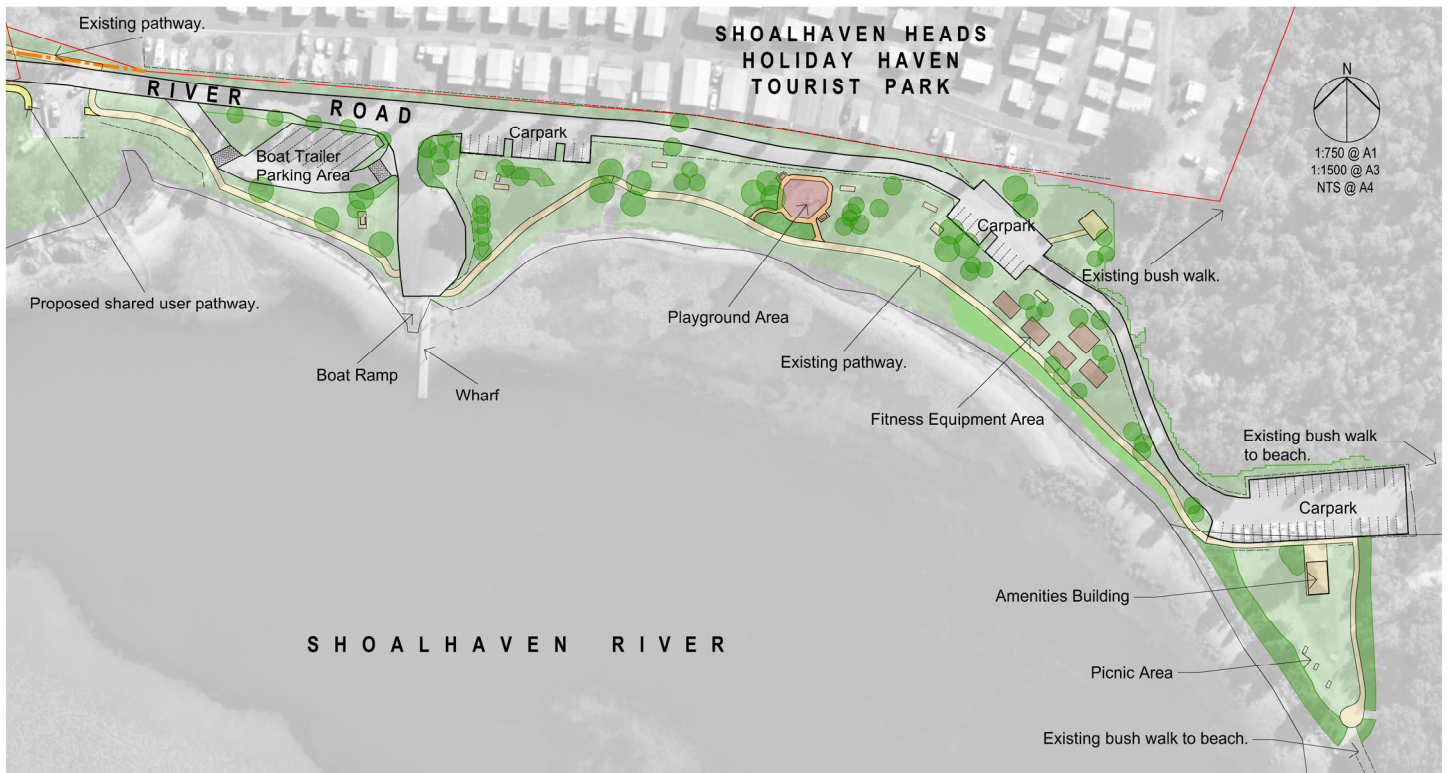 Existing pathway.
SHOALHAVEN HEADS
HOLIDAY HAVEN
TOURIST PARK
N
1:750 @ A1
1:1500 @ A3
NTS @ A4
RIVER ROAD
Carpark
Boat Trailer
Parking Area
Carpark
Existing bush walk.
Proposed shared user pathway.
Playground Area
Existing pathway.
Boat Ramp
Wharf
Fitness Equipment Area
Existing bush walk
to beach.
Carpark
Amenities Building
SHOALHAVEN RIVER
Picnic Area
Existing bush walk to beach.